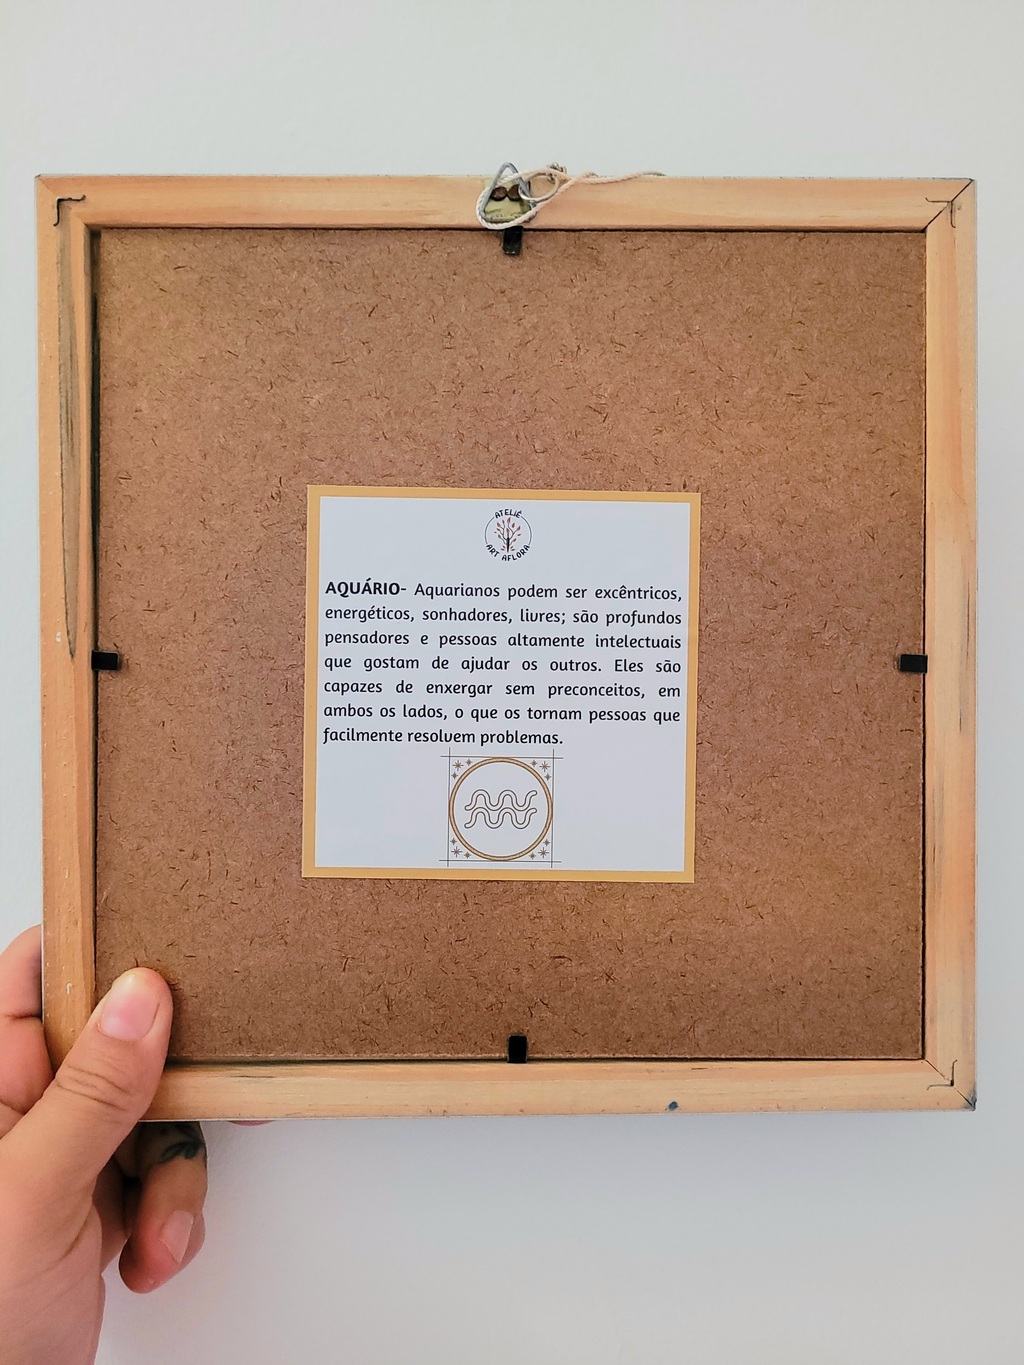 ATELIÊ
ART AFLORA
AQUÁRIO- Aquarianos podem ser excêntricos,
energéticos, sonhadores, livres; são profundos
pensadores e pessoas altamente intelectuais
que gostam de ajudar os outros. Eles são
capazes de enxergar sem preconceitos, em
ambos os lados, o que os tornam pessoas que
facilmente resolvem problemas.